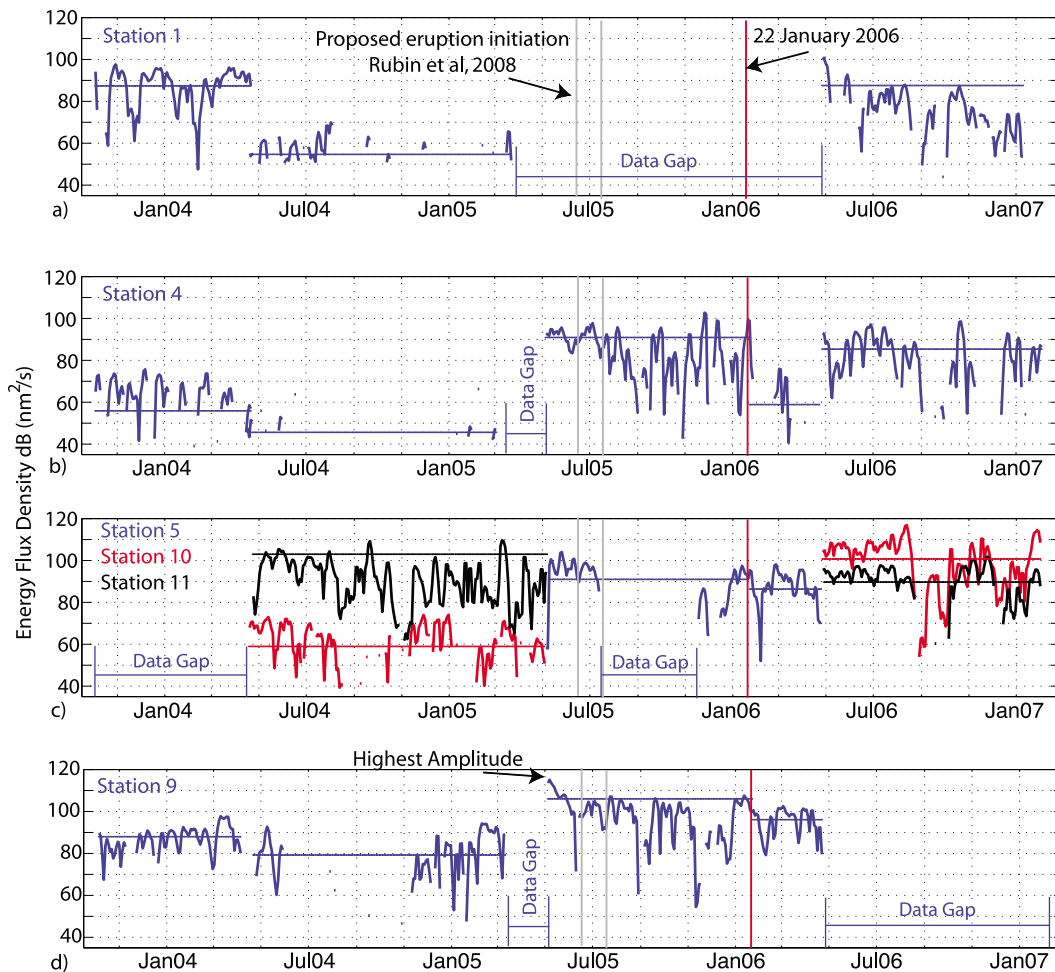 Energy Flux Density dB (nm²/s)
120
100
80
60
40
Station 1
Proposed eruption initiation
Rubin et al, 2008
22 January 2006
Data Gap
a)
Jan04
Jul04
Jan05
Jul05
Jan06
Jul06
Jan07
120
100
80
60
40
Station 4
Data Gap
b)
Jan04
Jul04
Jan05
Jul05
Jan06
Jul06
Jan07
120
100
80
60
40
Station 5
Station 10
Station 11
Data Gap
Data Gap
c)
Jan04
Jul04
Jan05
Jul05
Jan06
Jul06
Jan07
Highest Amplitude
120
100
80
60
40
Station 9
Data Gap
Data Gap
d)
Jan04
Jul04
Jan05
Jul05
Jan06
Jul06
Jan07